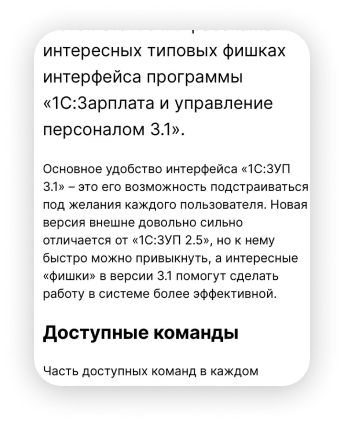 интересных типовых фишках
интерфейса программы
«1С:Зарплата и управление
персоналом 3.1».
Основное удобство интерфейса «1С:ЗУП
3.1» – это его возможность подстраиваться
под желания каждого пользователя. Новая
версия внешне довольно сильно
отличается от «1С:ЗУП 2.5», но к нему
быстро можно привыкнуть, а интересные
«фишки» в версии 3.1 помогут сделать
работу в системе более эффективной.
Доступные команды
Часть доступных команд в каждом